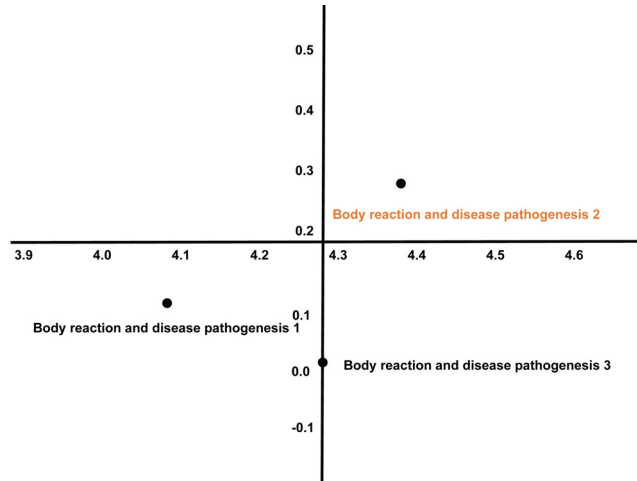 0.5
0.4
0.3
Body reaction and disease pathogenesis 2
0.2
3.9 4.0 4.1 4.2 4.3 4.4 4.5 4.6
0.1
Body reaction and disease pathogenesis 1
Body reaction and disease pathogenesis 3
0.0
-0.1